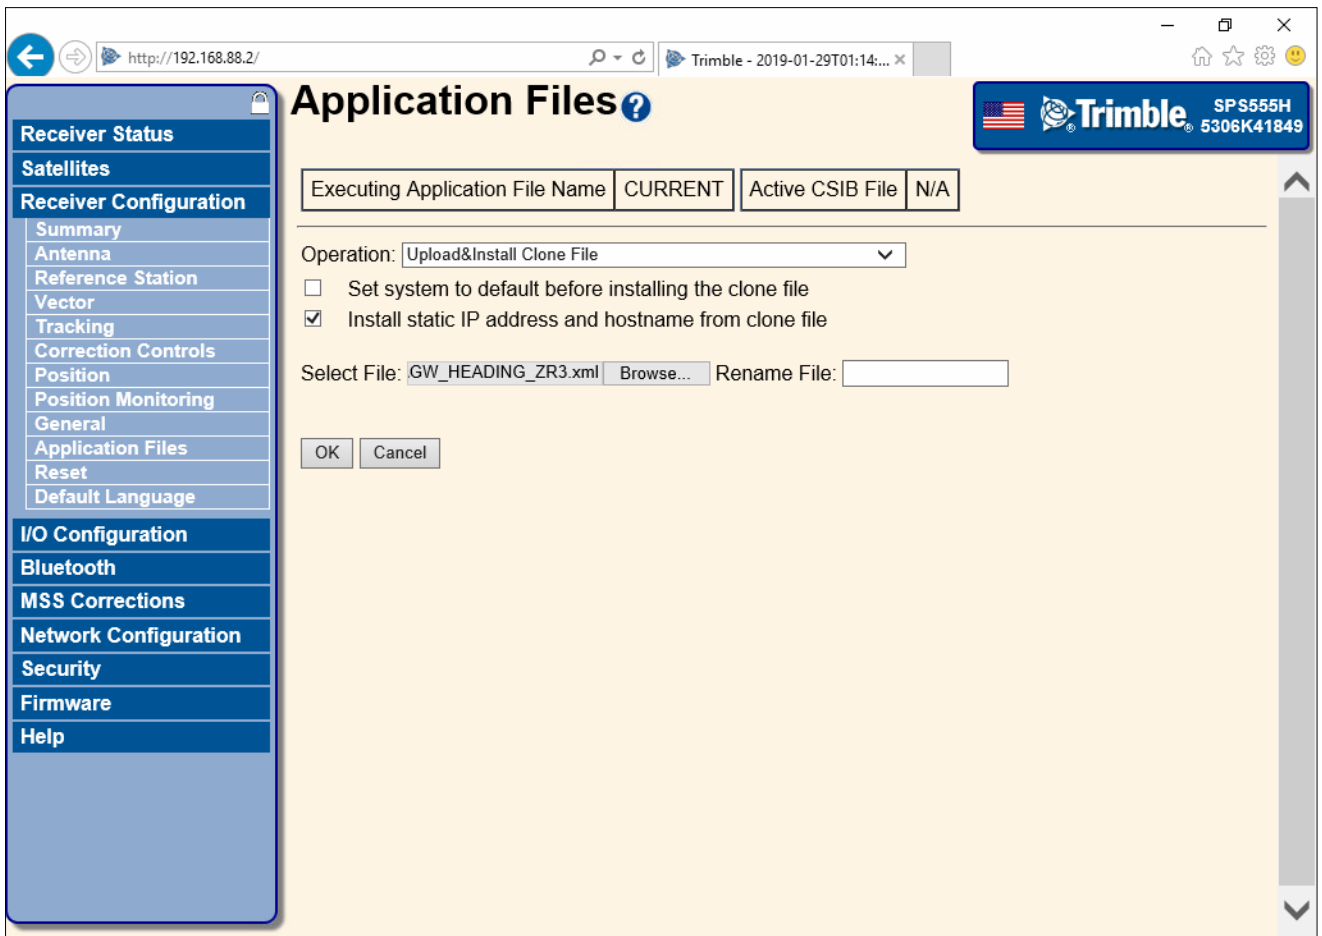 http://192.168.88.2/
Trimble - 2019-01-29T01:14:...
Receiver Status
Satellites
Receiver Configuration
Summary
Antenna
Reference Station
Vector
Tracking
Correction Controls
Position
Position Monitoring
General
Application Files
Reset
Default Language
I/O Configuration
Bluetooth
MSS Corrections
Network Configuration
Security
Firmware
Help
Application Files ?
Trimble® SPS555H
5306K41849
Executing Application File Name CURRENT Active CSIB File N/A
Operation: Upload&Install Clone File
Set system to default before installing the clone file
Install static IP address and hostname from clone file
Select File: .GW_HEADING_ZR3.xml Browse... Rename File:
OK Cancel